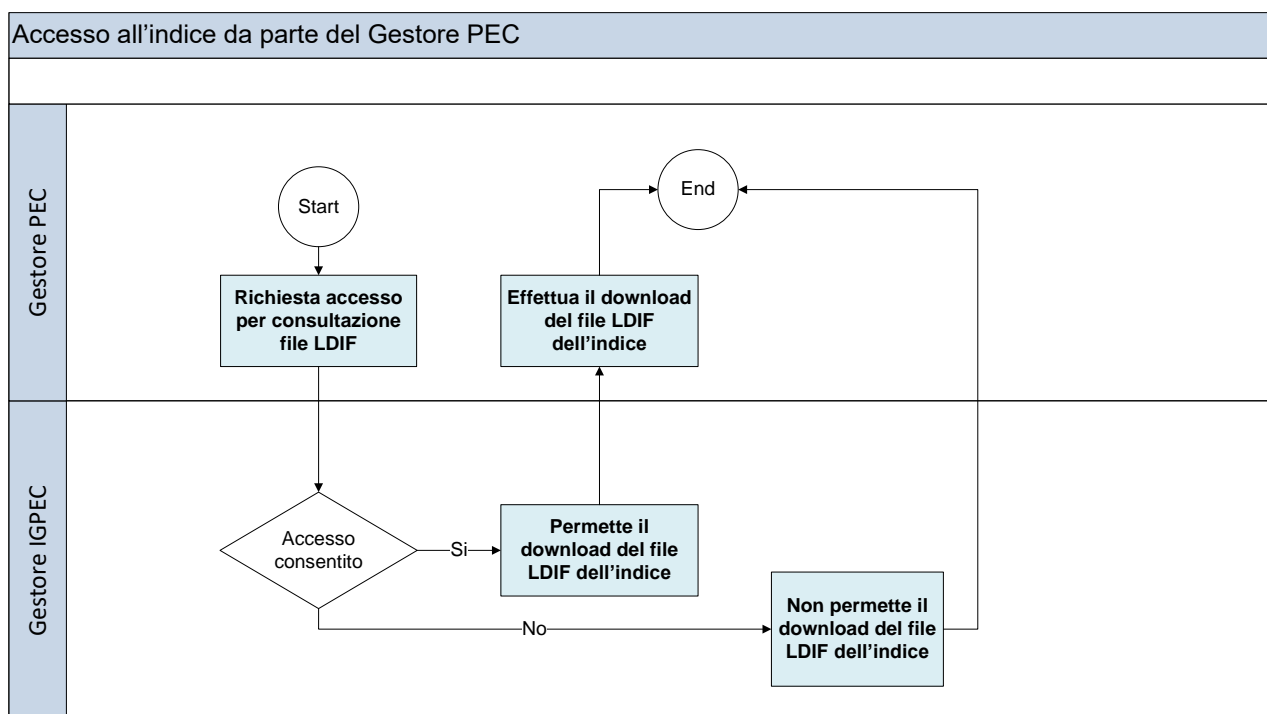 Accesso all’indice da parte del Gestore PEC
Gestore PEC
Start
End
Richiesta accesso
per consultazione
file LDIF
Effettua il download
del file LDIF
dell’indice
Gestore IGPEC
Accesso
consentito
Si
Permette il
download del file
LDIF dell’indice
No
Non permette il
download del file
LDIF dell’indice